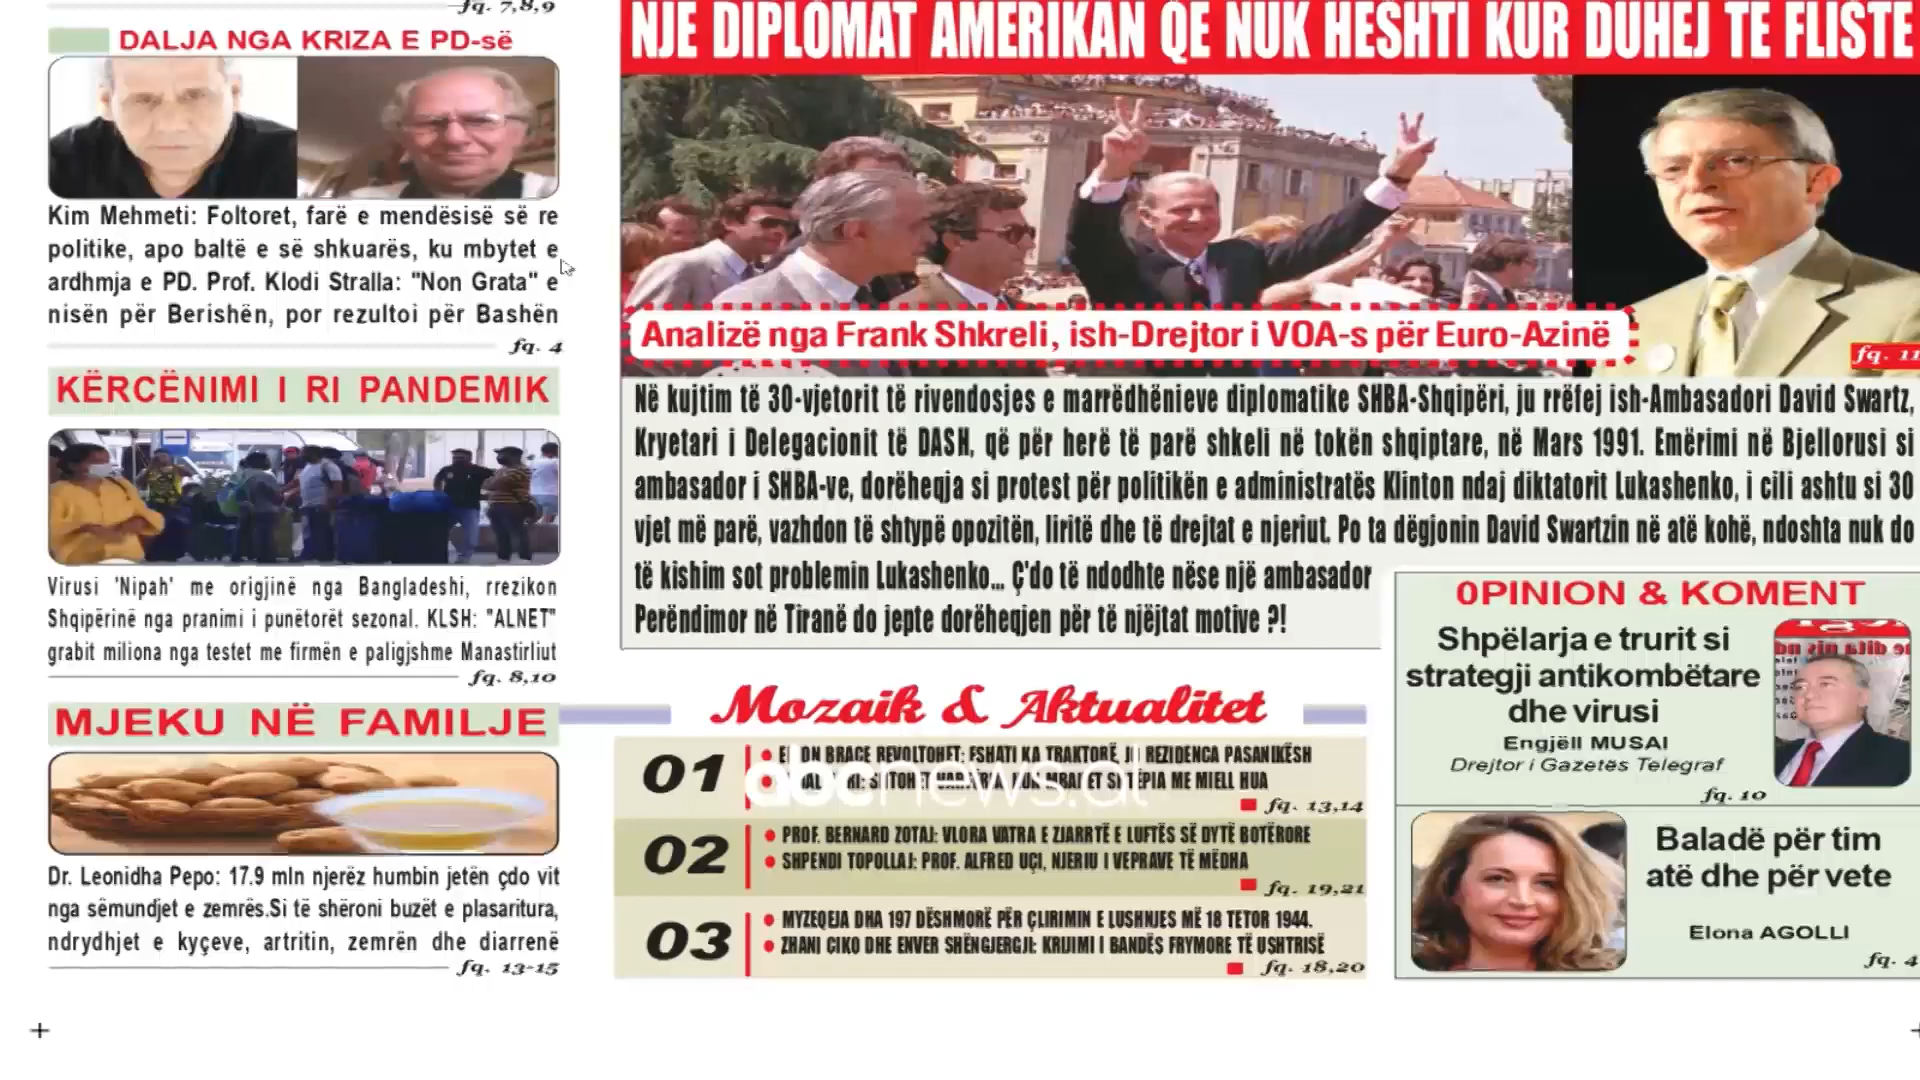 fq. 7,8,9
DALJA NGA KRIZA E PD-së
Kim Mehmeti: Foltoret, farë e mendësisë së re
politike, apo baltë e së shkuarës, ku mbytet e
ardhmja e PD. Prof. Klodi Stralla: "Non Grata" e
nisën për Berishën, por rezultoi për Bashën
fq. 4
KËRCËNIMI I RI PANDEMIK
Virusi 'Nipah' me origjinë nga Bangladeshi, rrezikon
Shqipërinë nga pranimi i punëtorët sezonal. KLSH: "ALNET"
grabit miliona nga testet me firmën e paligjshme Manastirliut
fq. 8,10
MJEKU NË FAMILJE
Dr. Leonidha Pepo: 17.9 mln njerëz humbin jetën çdo vit
nga sëmundjet e zemrës.Si të shëroni buzët e plasaritura,
ndrydhjet e kyçeve, artritin, zemrën dhe diarrenë
fq. 13-15
NJE DIPLOMAT AMERIKAN QE NUK HESHTI KUR DUHEJ TE FLISTE
Analizë nga Frank Shkreli, ish-Drejtor i VOA-s për Euro-Azinë
fq. 11
Në kujtim të 30-vjetorit të rivendosjes e marrëdhënieve diplomatike SHBA-Shqipëri, ju rrëfej ish-Ambasadori David Swartz,
Kryetari i Delegacionit të DASH, që për herë të parë shkeli në tokën shqiptare, në Mars 1991. Emërimi në Bjellorusi si
ambasador i SHBA-ve, dorëheqja si protest për politikën e administratës Klinton ndaj diktatorit Lukashenko, i cili ashtu si 30
vjet më parë, vazhdon të shtypë opozitën, liritë dhe të drejtat e njeriut. Po ta dëgjonin David Swartzin në atë kohë, ndoshta nuk do
të kishim sot problemin Lukashenko... Ç'do të ndodhte nëse një ambasador
Perëndimor në Tiranë do jepte dorëheqjen për të njëjtat motive ?!
Mozaik & Aktualitet
01
BRACE REVOLTOHET: FSHATI KA TRAKTORË, JO REZIDENCA PASANIKËSH
SHTËPIA ME MIELL HUA
abcnews.al
fq. 13,14
02
PROF. BERNARD ZOTAJ: VLORA VATRA E ZJARRTË E LUFTËS SË DYTË BOTËRORE
SHPENDI TOPOLLAJ: PROF. ALFRED UÇI, NJERIU I VEPRAVE TË MËDHA
fq. 19,21
03
MYZEQEJA DHA 197 DËSHMORË PËR ÇLIRIMIN E LUSHNJES MË 18 TETOR 1944.
ZHANI CIKO DHE ENVER SHËNGJERGJI: KRIJIMI I BANDËS FRYMORE TË USHTRISË
fq. 18,20
0PINION & KOMENT
Shpëlarja e trurit si
strategji antikombëtare
dhe virusi
Engjëll MUSAI
Drejtor i Gazetës Telegraf
fq. 10
Baladë për tim
atë dhe për vete
Elona AGOLLI
fq. 4